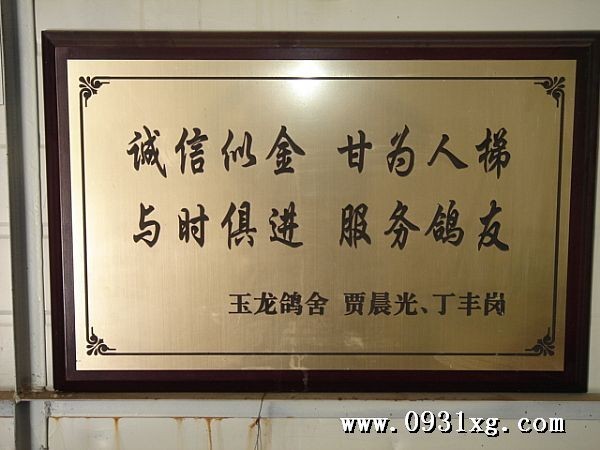 诚信似金 甘为人梯
与时俱进 服务鸽友
玉龙鸽舍 贾晨光、丁丰岗
www.0931xg.com